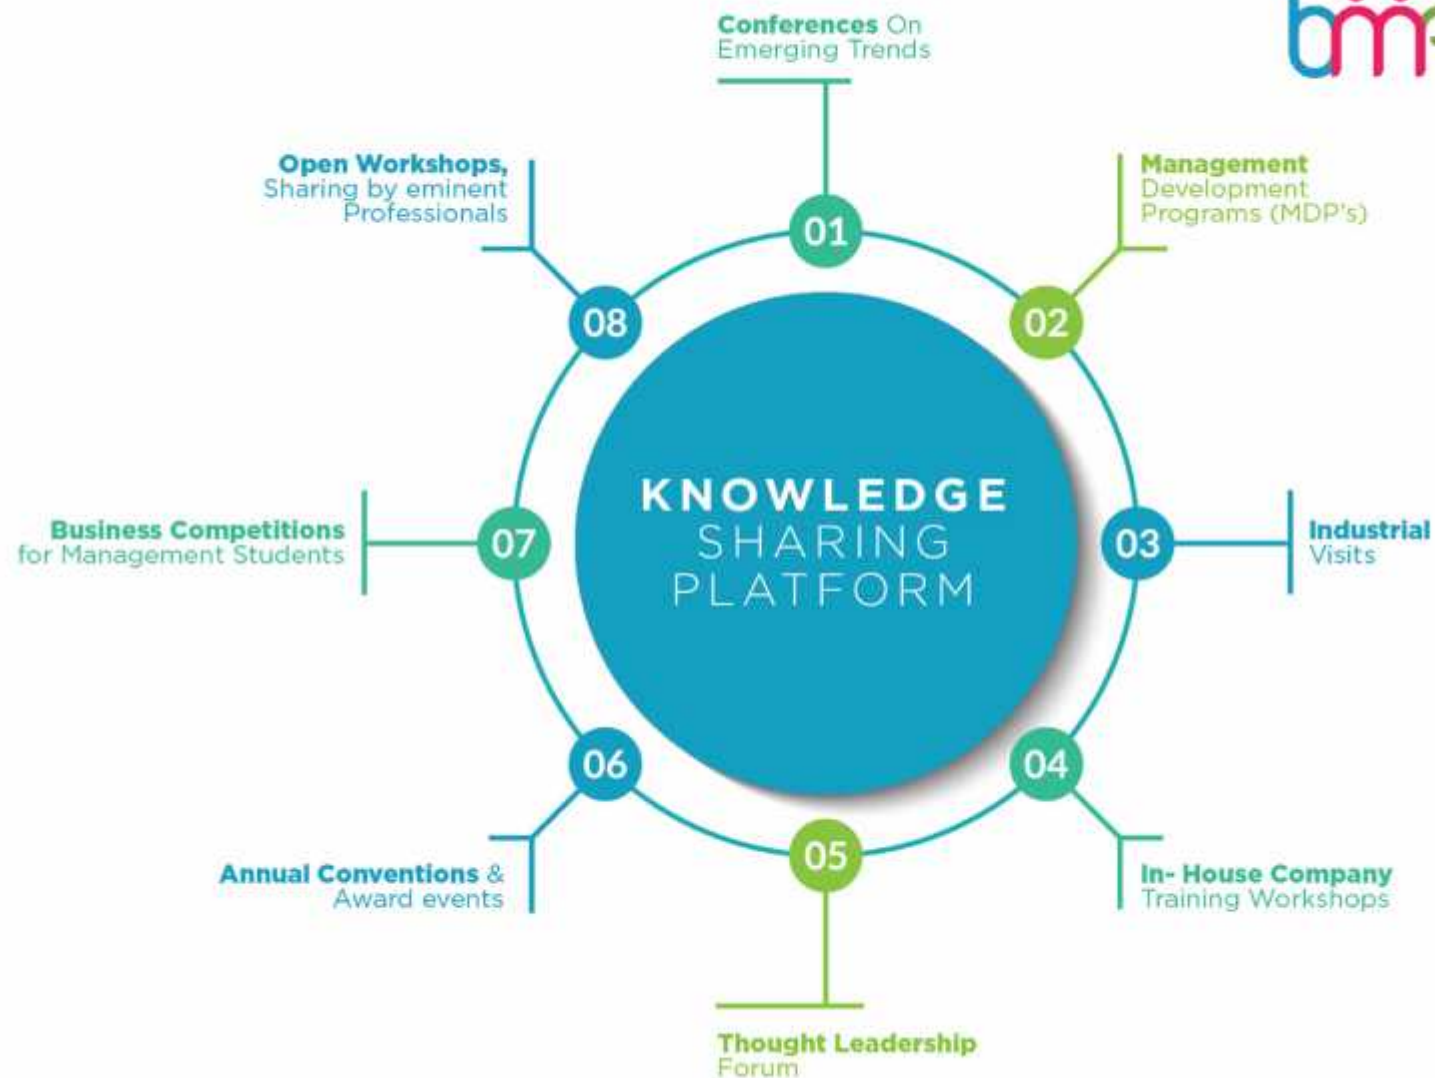 Conferences On
Emerging Trends
01
Management
Development
Programs (MDP's)
02
Industrial
Visits
03
In- House Company
Training Workshops
04
Thought Leadership
Forum
05
Annual Conventions &
Award events
06
Business Competitions
for Management Students
07
Open Workshops,
Sharing by eminent
Professionals
08
KNOWLEDGE
SHARING
PLATFORM